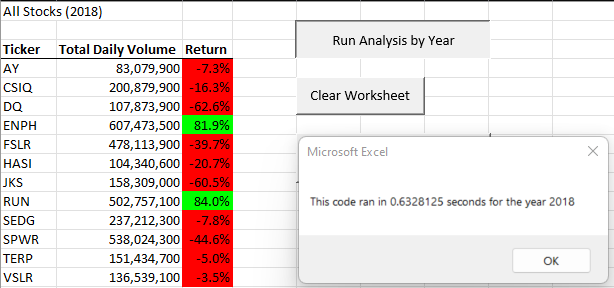 All Stocks (2018)
Run Analysis by Year
Ticker Total Daily Volume Return
AY 83,079,900 -7.3%
CSIQ 200,879,900 -16.3%
Clear Worksheet
DQ 107,873,900 -62.6%
ENPH 607,473,500 81.9%
FSLR 478,113,900 -39.7%
HASI 104,340,600 -20.7%
JKS 158,309,000 -60.5%
RUN 502,757,100 84.0%
SEDG 237,212,300 -7.8%
SPWR 538,024,300 -44.6%
TERP 151,434,700 -5.0%
VSLR 136,539,100 -3.5%
Microsoft Excel
This code ran in 0.6328125 seconds for the year 2018
OK